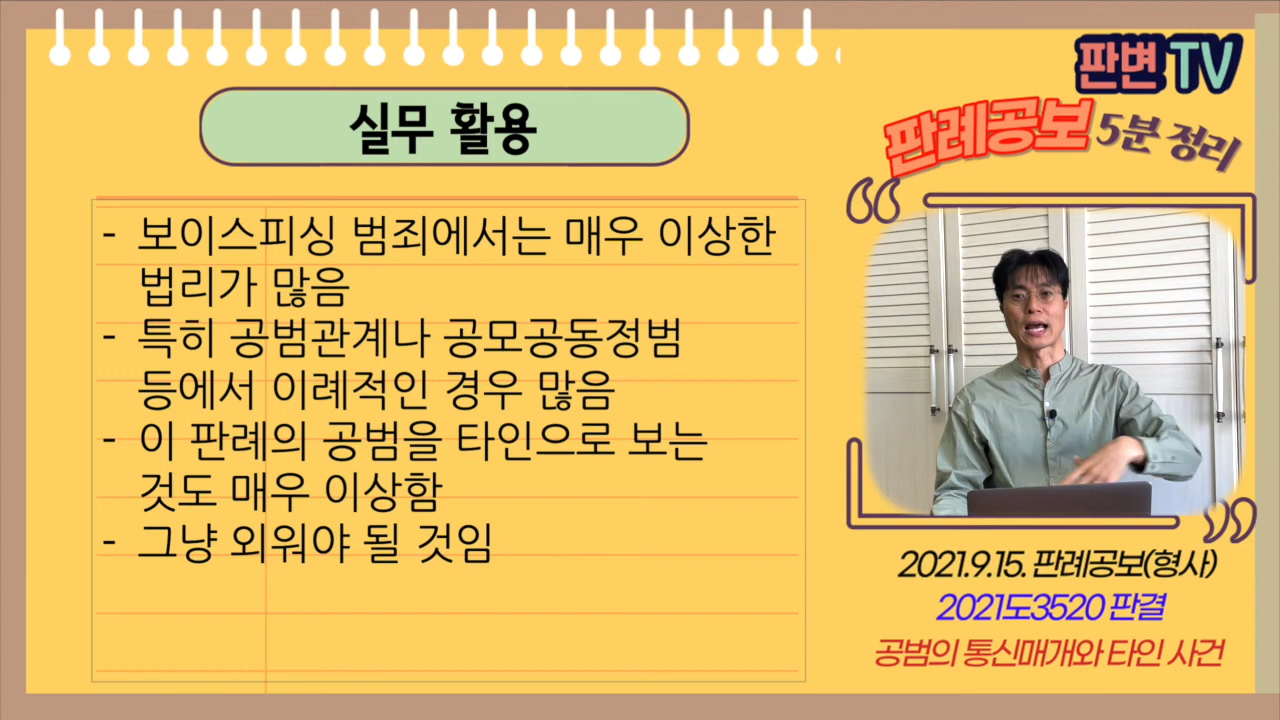 판변TV
판례공보 5분 정리
실무 활용
- 보이스피싱 범죄에서는 매우 이상한
법리가 많음
- 특히 공범관계나 공모공동정범
등에서 이례적인 경우 많음
- 이 판례의 공범을 타인으로 보는
것도 매우 이상함
- 그냥 외워야 될 것임
2021.9.15. 판례공보(형사)
2021도3520 판결
공범의 통신매개와 타인 사건